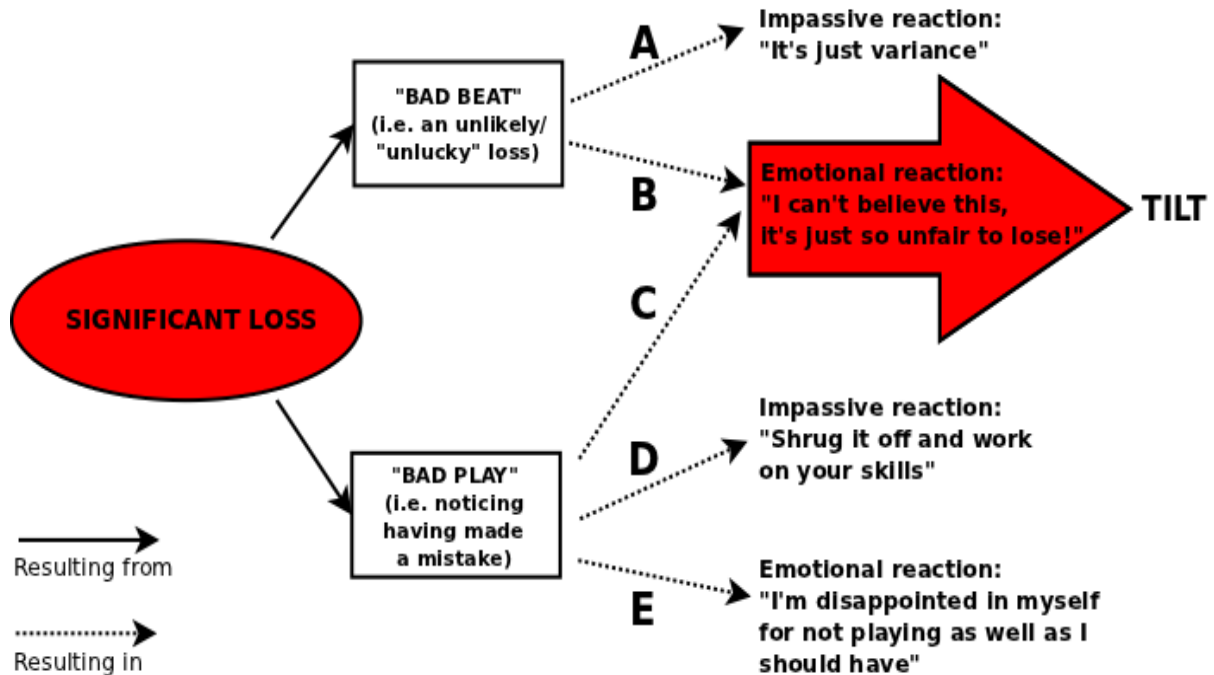 A
Impassive reaction:
"It's just variance"
"BAD BEAT"
(i.e. an unlikely/
"unlucky" loss)
B
Emotional reaction:
"I can't believe this,
it's just so unfair to lose!"
TILT
SIGNIFICANT LOSS
C
"BAD PLAY"
(i.e. noticing
having made
a mistake)
D
Impassive reaction:
"Shrug it off and work
on your skills"
E
Emotional reaction:
"I'm disappointed in myself
for not playing as well as I
should have"
Resulting from
Resulting in